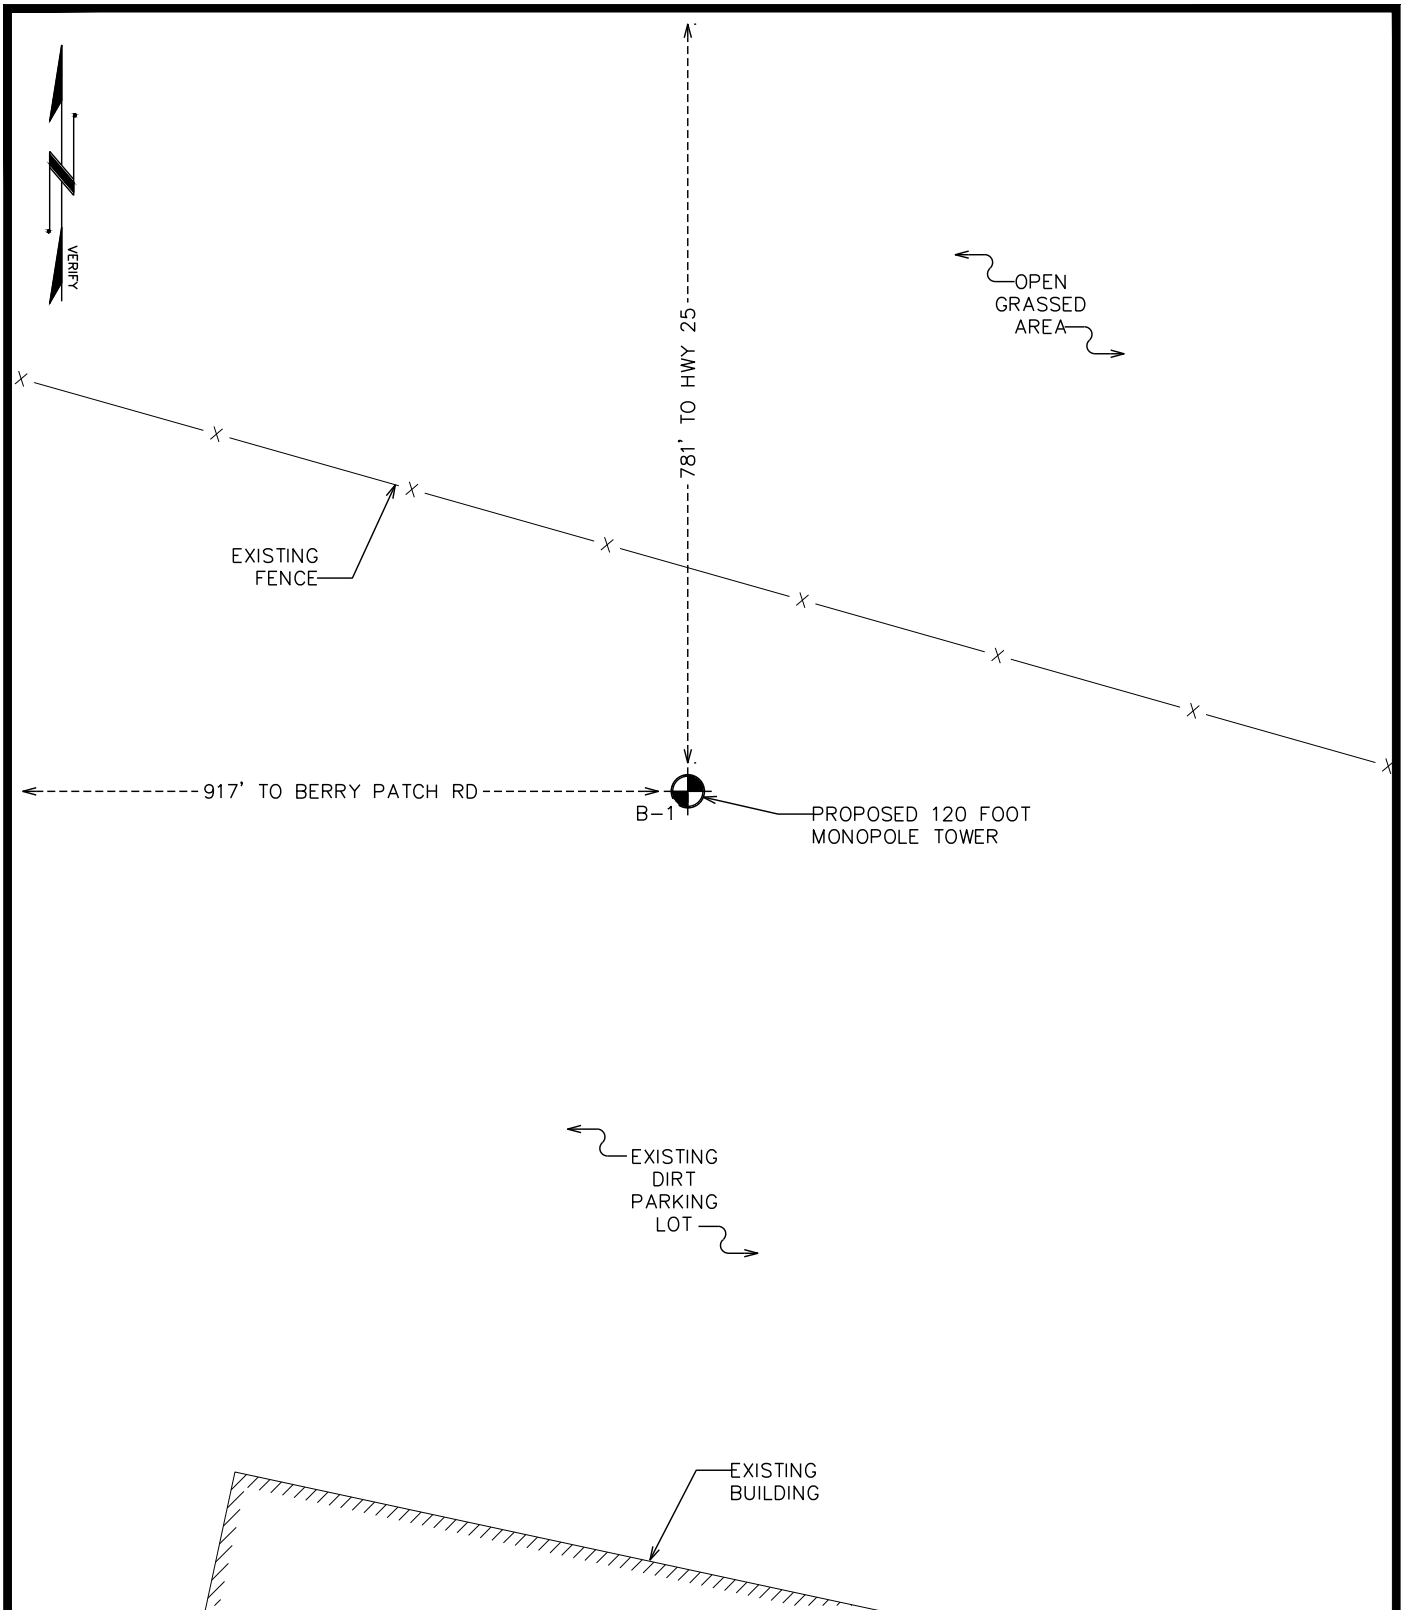 VERIFY
781' TO HWY 25
OPEN
GRASSED
AREA
X
X
X
EXISTING
FENCE
X
X
X
X
X
917' TO BERRY PATCH RD
B-1
PROPOSED 120 FOOT
MONOPOLE TOWER
EXISTING
DIRT
PARKING
LOT
EXISTING
BUILDING